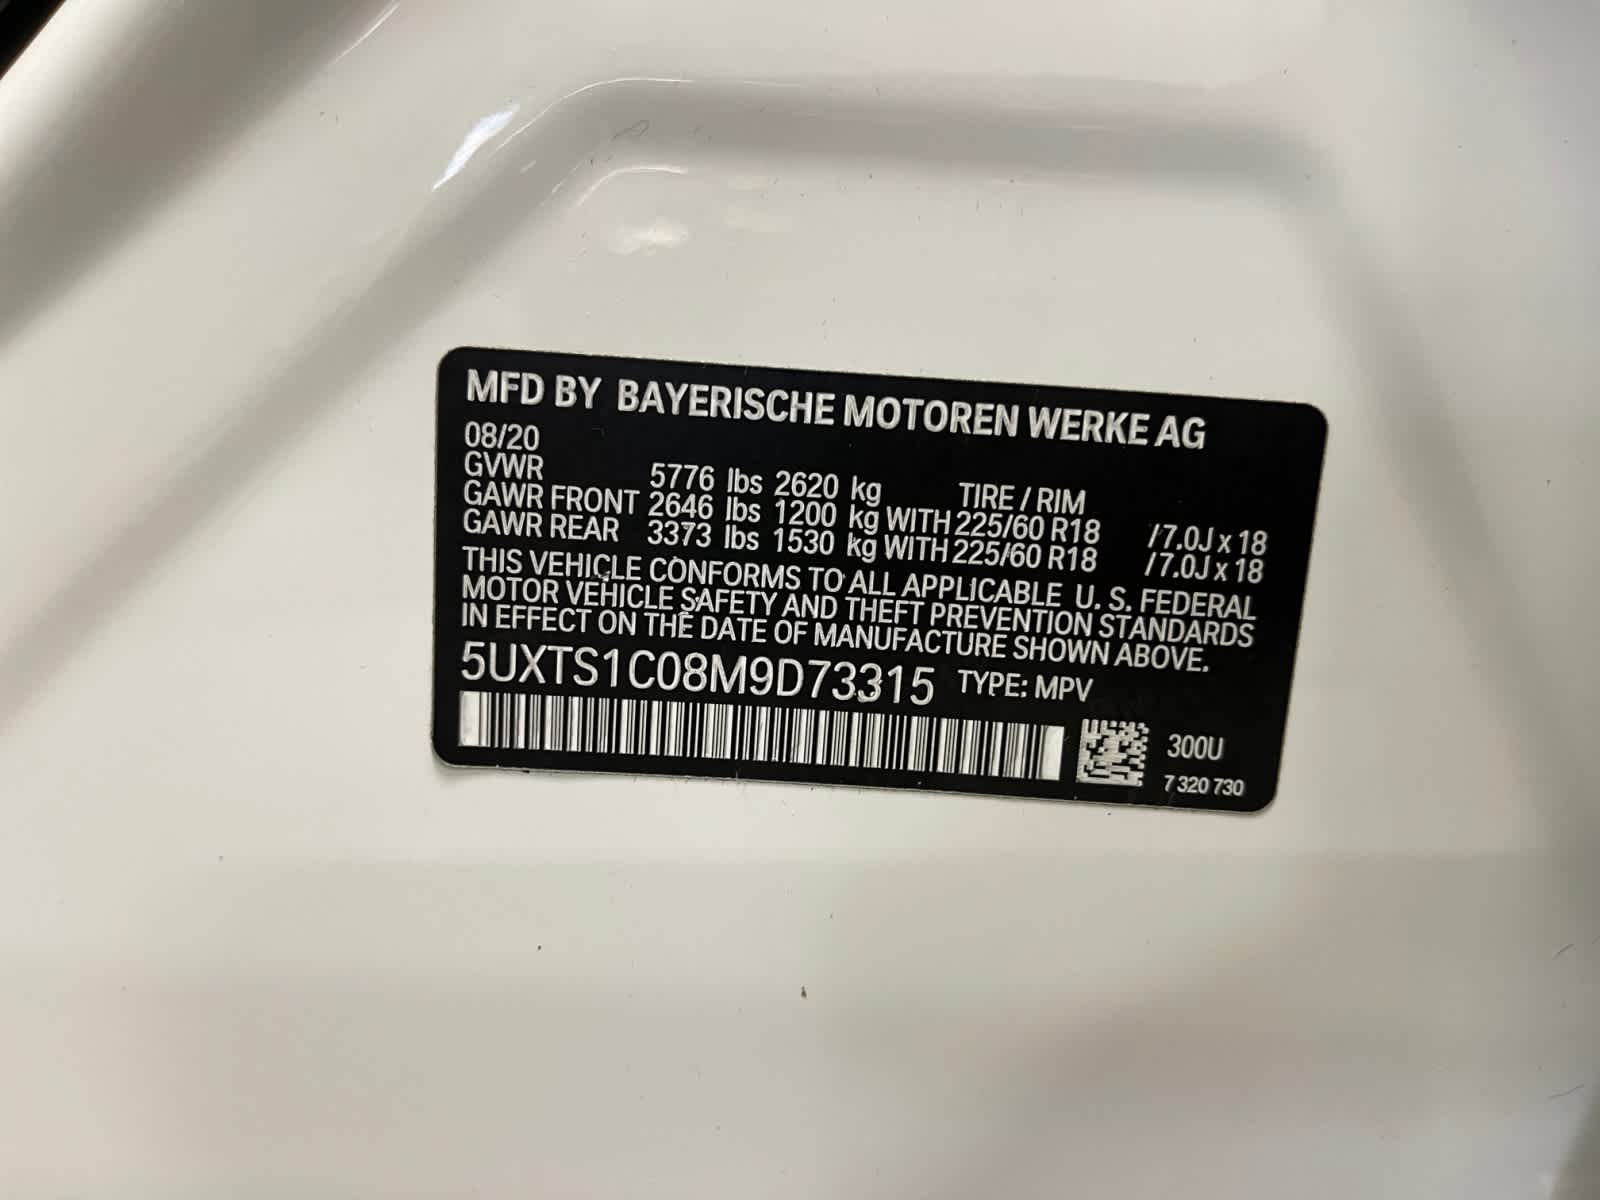 MFD BY BAYERISCHE MOTOREN WERKE AG
08/20
GVWR 5776 lbs 2620 kg TIRE / RIM
GAWR FRONT 2646 lbs 1200 kg WITH 225/60 R18 /7.0J x 18
GAWR REAR 3373 lbs 1530 kg WITH 225/60 R18 /7.0J x 18
THIS VEHICLE CONFORMS TO ALL APPLICABLE U. S. FEDERAL
MOTOR VEHICLE SAFETY AND THEFT PREVENTION STANDARDS
IN EFFECT ON THE DATE OF MANUFACTURE SHOWN ABOVE.
5UXTS1C08M9D73315 TYPE: MPV
300U
7 320 730